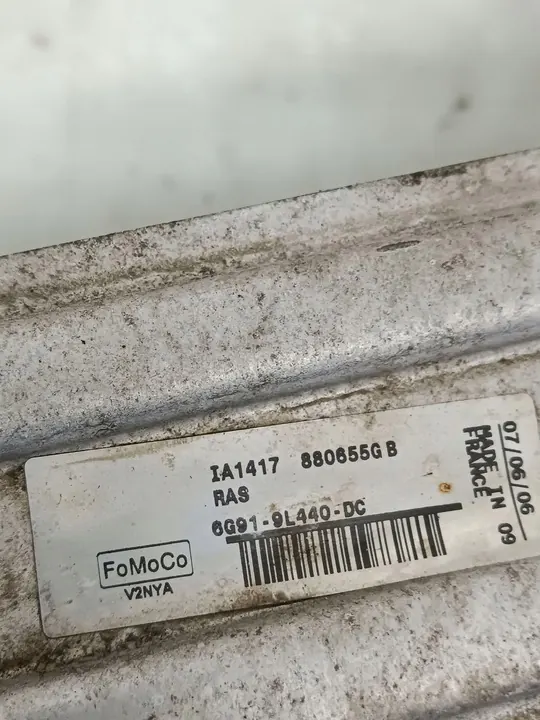 IA1417 880655G B
RAS
6G91-9L440-DC
FoMoCo
V2NYA
07/06/06 09
MADE IN
FRANCE